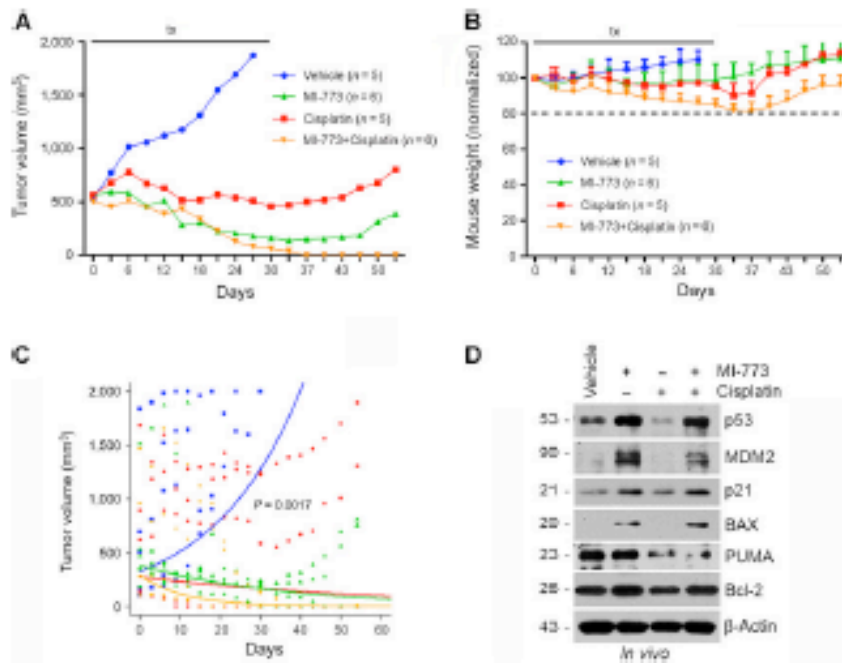 A
tx
Tumor volume (mm³)
2,000
1,500
1,000
500
0
Vehicle (n = 5)
MI-773 (n = 6)
Cisplatin (n = 5)
MI-773+Cisplatin (n = 6)
0 6 12 18 24 30 37 43 50
Days
B
tx
Mouse weight (normalized)
120
100
80
60
40
20
0
Vehicle (n = 5)
MI-773 (n = 6)
Cisplatin (n = 5)
MI-773+Cisplatin (n = 6)
0 6 12 18 24 30 37 43 50
Days
C
Tumor volume (mm³)
2,000
1,500
1,000
500
0
P = 0.0017
0 10 20 30 40 50 60
Days
D
Vehicle
+ – + MI-773
– + + Cisplatin
53 - p53
90 - MDM2
21 - p21
BAX
23 - PUMA
Bcl-2
43 - β-Actin
In vivo